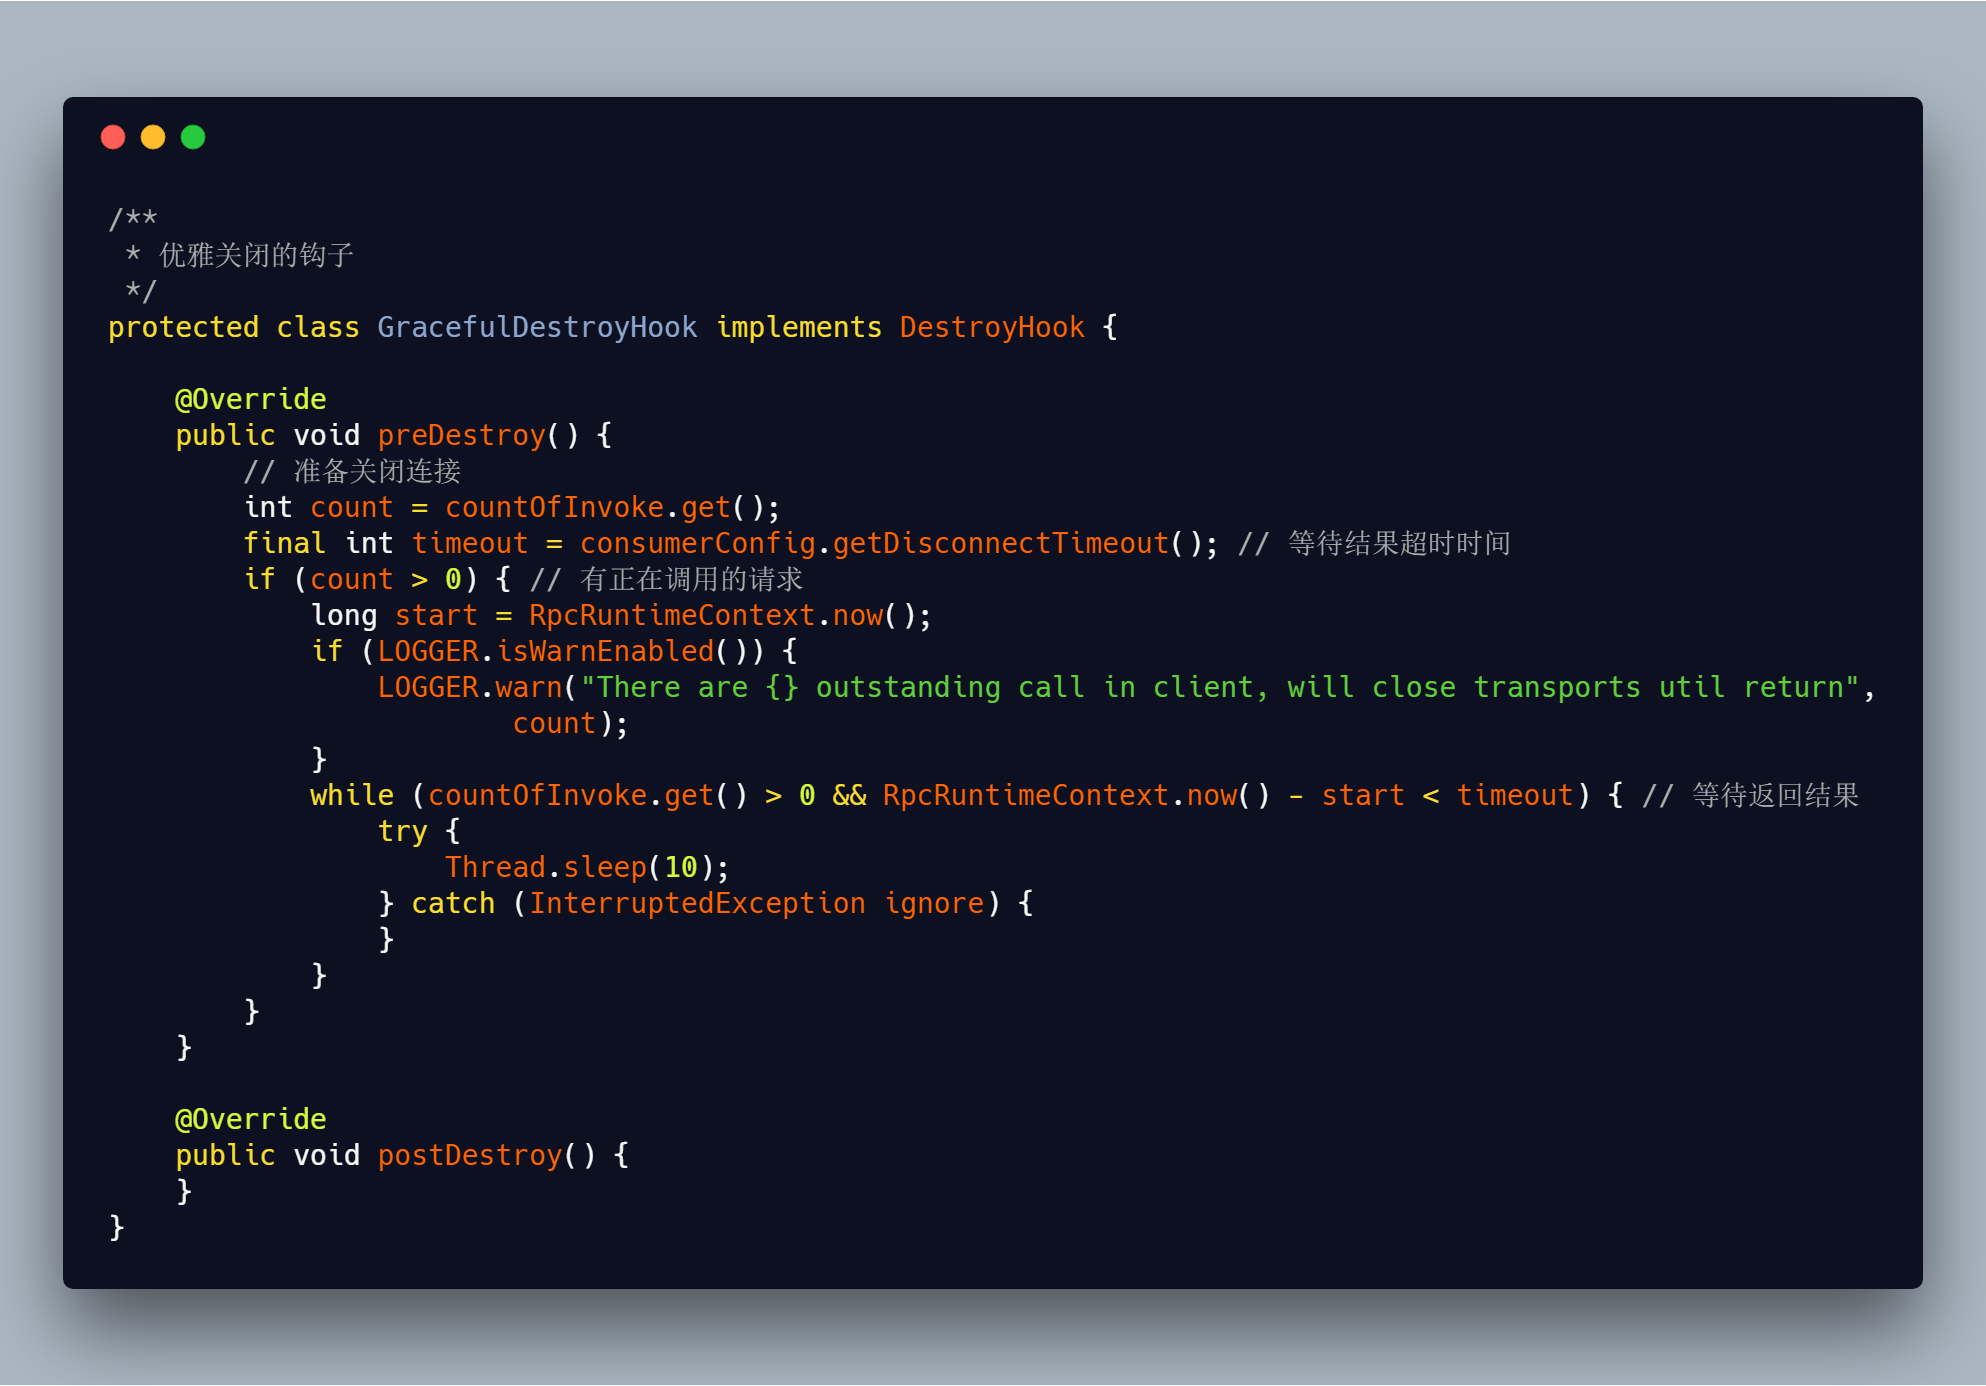 /**
 * 优雅关闭的钩子
 */
protected class GracefulDestroyHook implements DestroyHook {

    @Override
    public void preDestroy() {
        // 准备关闭连接
        int count = countOfInvoke.get();
        final int timeout = consumerConfig.getDisconnectTimeout(); // 等待结果超时时间
        if (count > 0) { // 有正在调用的请求
            long start = RpcRuntimeContext.now();
            if (LOGGER.isWarnEnabled()) {
                LOGGER.warn("There are {} outstanding call in client, will close transports util return",
                        count);
            }
            while (countOfInvoke.get() > 0 && RpcRuntimeContext.now() - start < timeout) { // 等待返回结果
                try {
                    Thread.sleep(10);
                } catch (InterruptedException ignore) {
                }
            }
        }
    }

    @Override
    public void postDestroy() {
    }
}